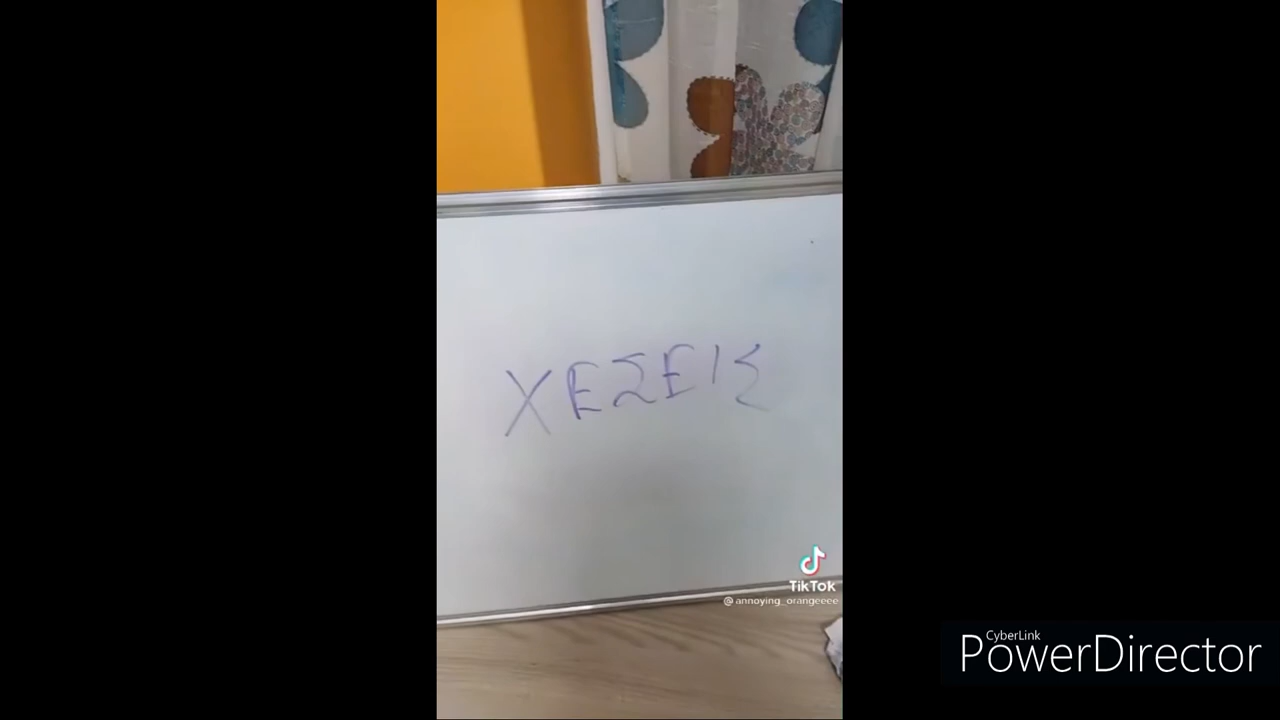 ΧΕΣΕΙΣ
TikTok
@annoying_orangeeee
CyberLink
PowerDirector